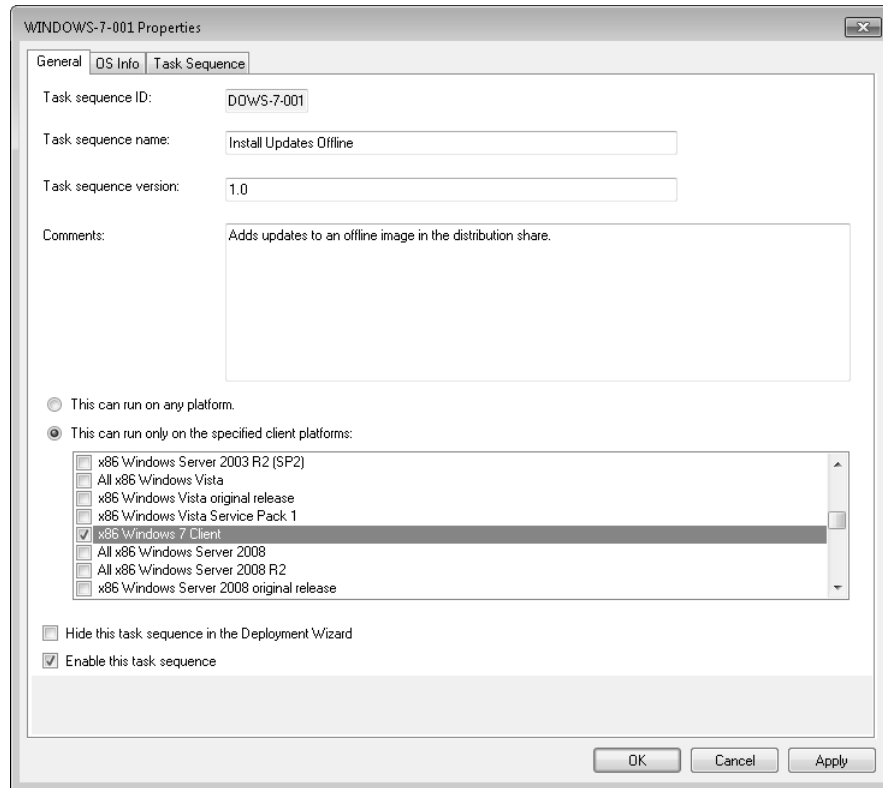 WINDOWS-7-001 Properties
General OS Info Task Sequence
Task sequence ID: DOWS-7-001
Task sequence name: Install Updates Offline
Task sequence version: 1.0
Comments: Adds updates to an offline image in the distribution share.
This can run on any platform.
This can run only on the specified client platforms:
x86 Windows Server 2003 R2 (SP2)
All x86 Windows Vista
x86 Windows Vista original release
x86 Windows Vista Service Pack 1
x86 Windows 7 Client
All x86 Windows Server 2008
All x86 Windows Server 2008 R2
x86 Windows Server 2008 original release
Hide this task sequence in the Deployment Wizard
Enable this task sequence
OK Cancel Apply